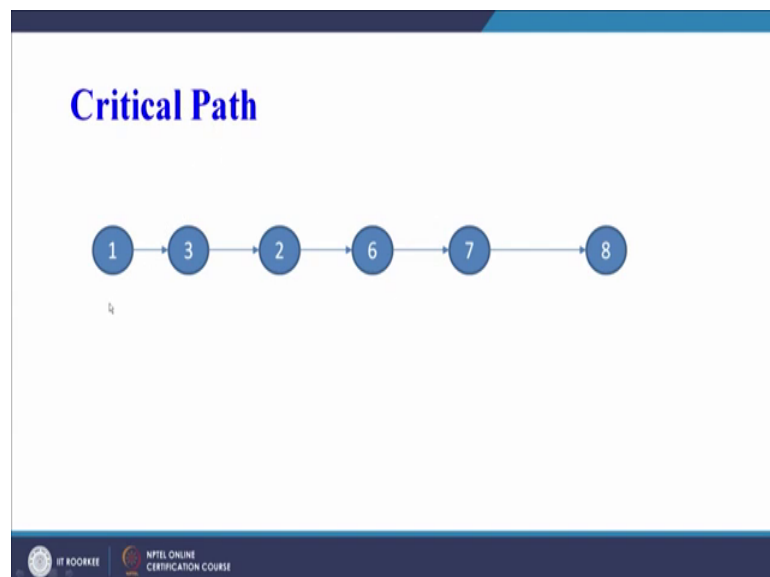 Critical Path
1 3 2 6 7 8
IIT ROORKEE
NPTEL ONLINE
CERTIFICATION COURSE